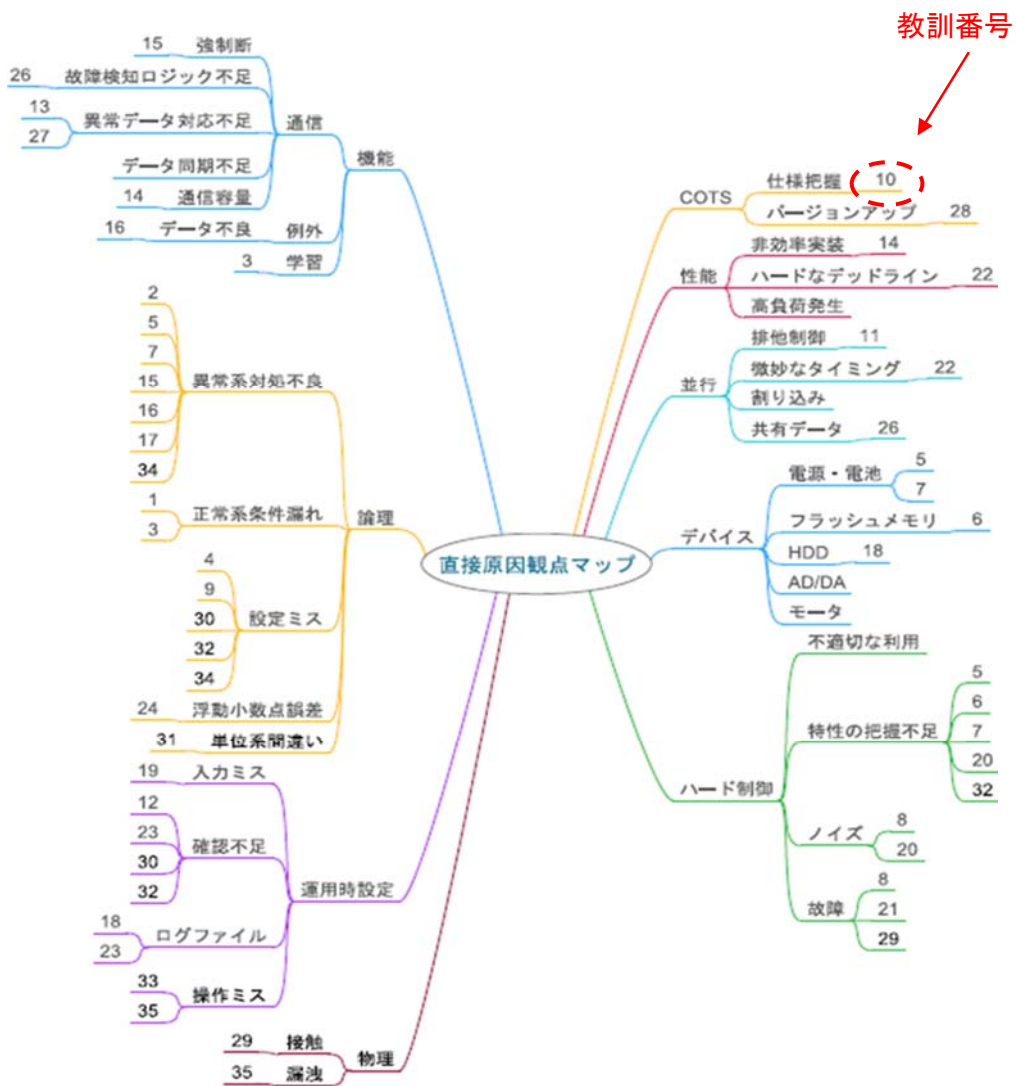 教訓番号
直接原因観点マップ
機能
通信
強制断 15
故障検知ロジック不足 26
異常データ対応不足 13
27
データ同期不足
通信容量 14
例外 データ不良 16
学習 3
論理
異常系対処不良
2
5
7
15
16
17
34
正常系条件漏れ
1
3
設定ミス
4
9
30
32
34
浮動小数点誤差 24
単位系間違い 31
運用時設定
入力ミス 19
確認不足
12
23
30
32
ログファイル
18
23
操作ミス
33
35
物理
接触 29
漏洩 35
COTS
仕様把握 10
バージョンアップ 28
性能
非効率実装 14
ハードなデッドライン 22
高負荷発生
並行
排他制御 11
微妙なタイミング 22
割り込み
共有データ 26
デバイス
電源・電池
5
7
フラッシュメモリ 6
HDD 18
AD/DA
モータ
ハード制御
不適切な利用
特性の把握不足
5
6
7
20
32
ノイズ
8
20
故障
8
21
29